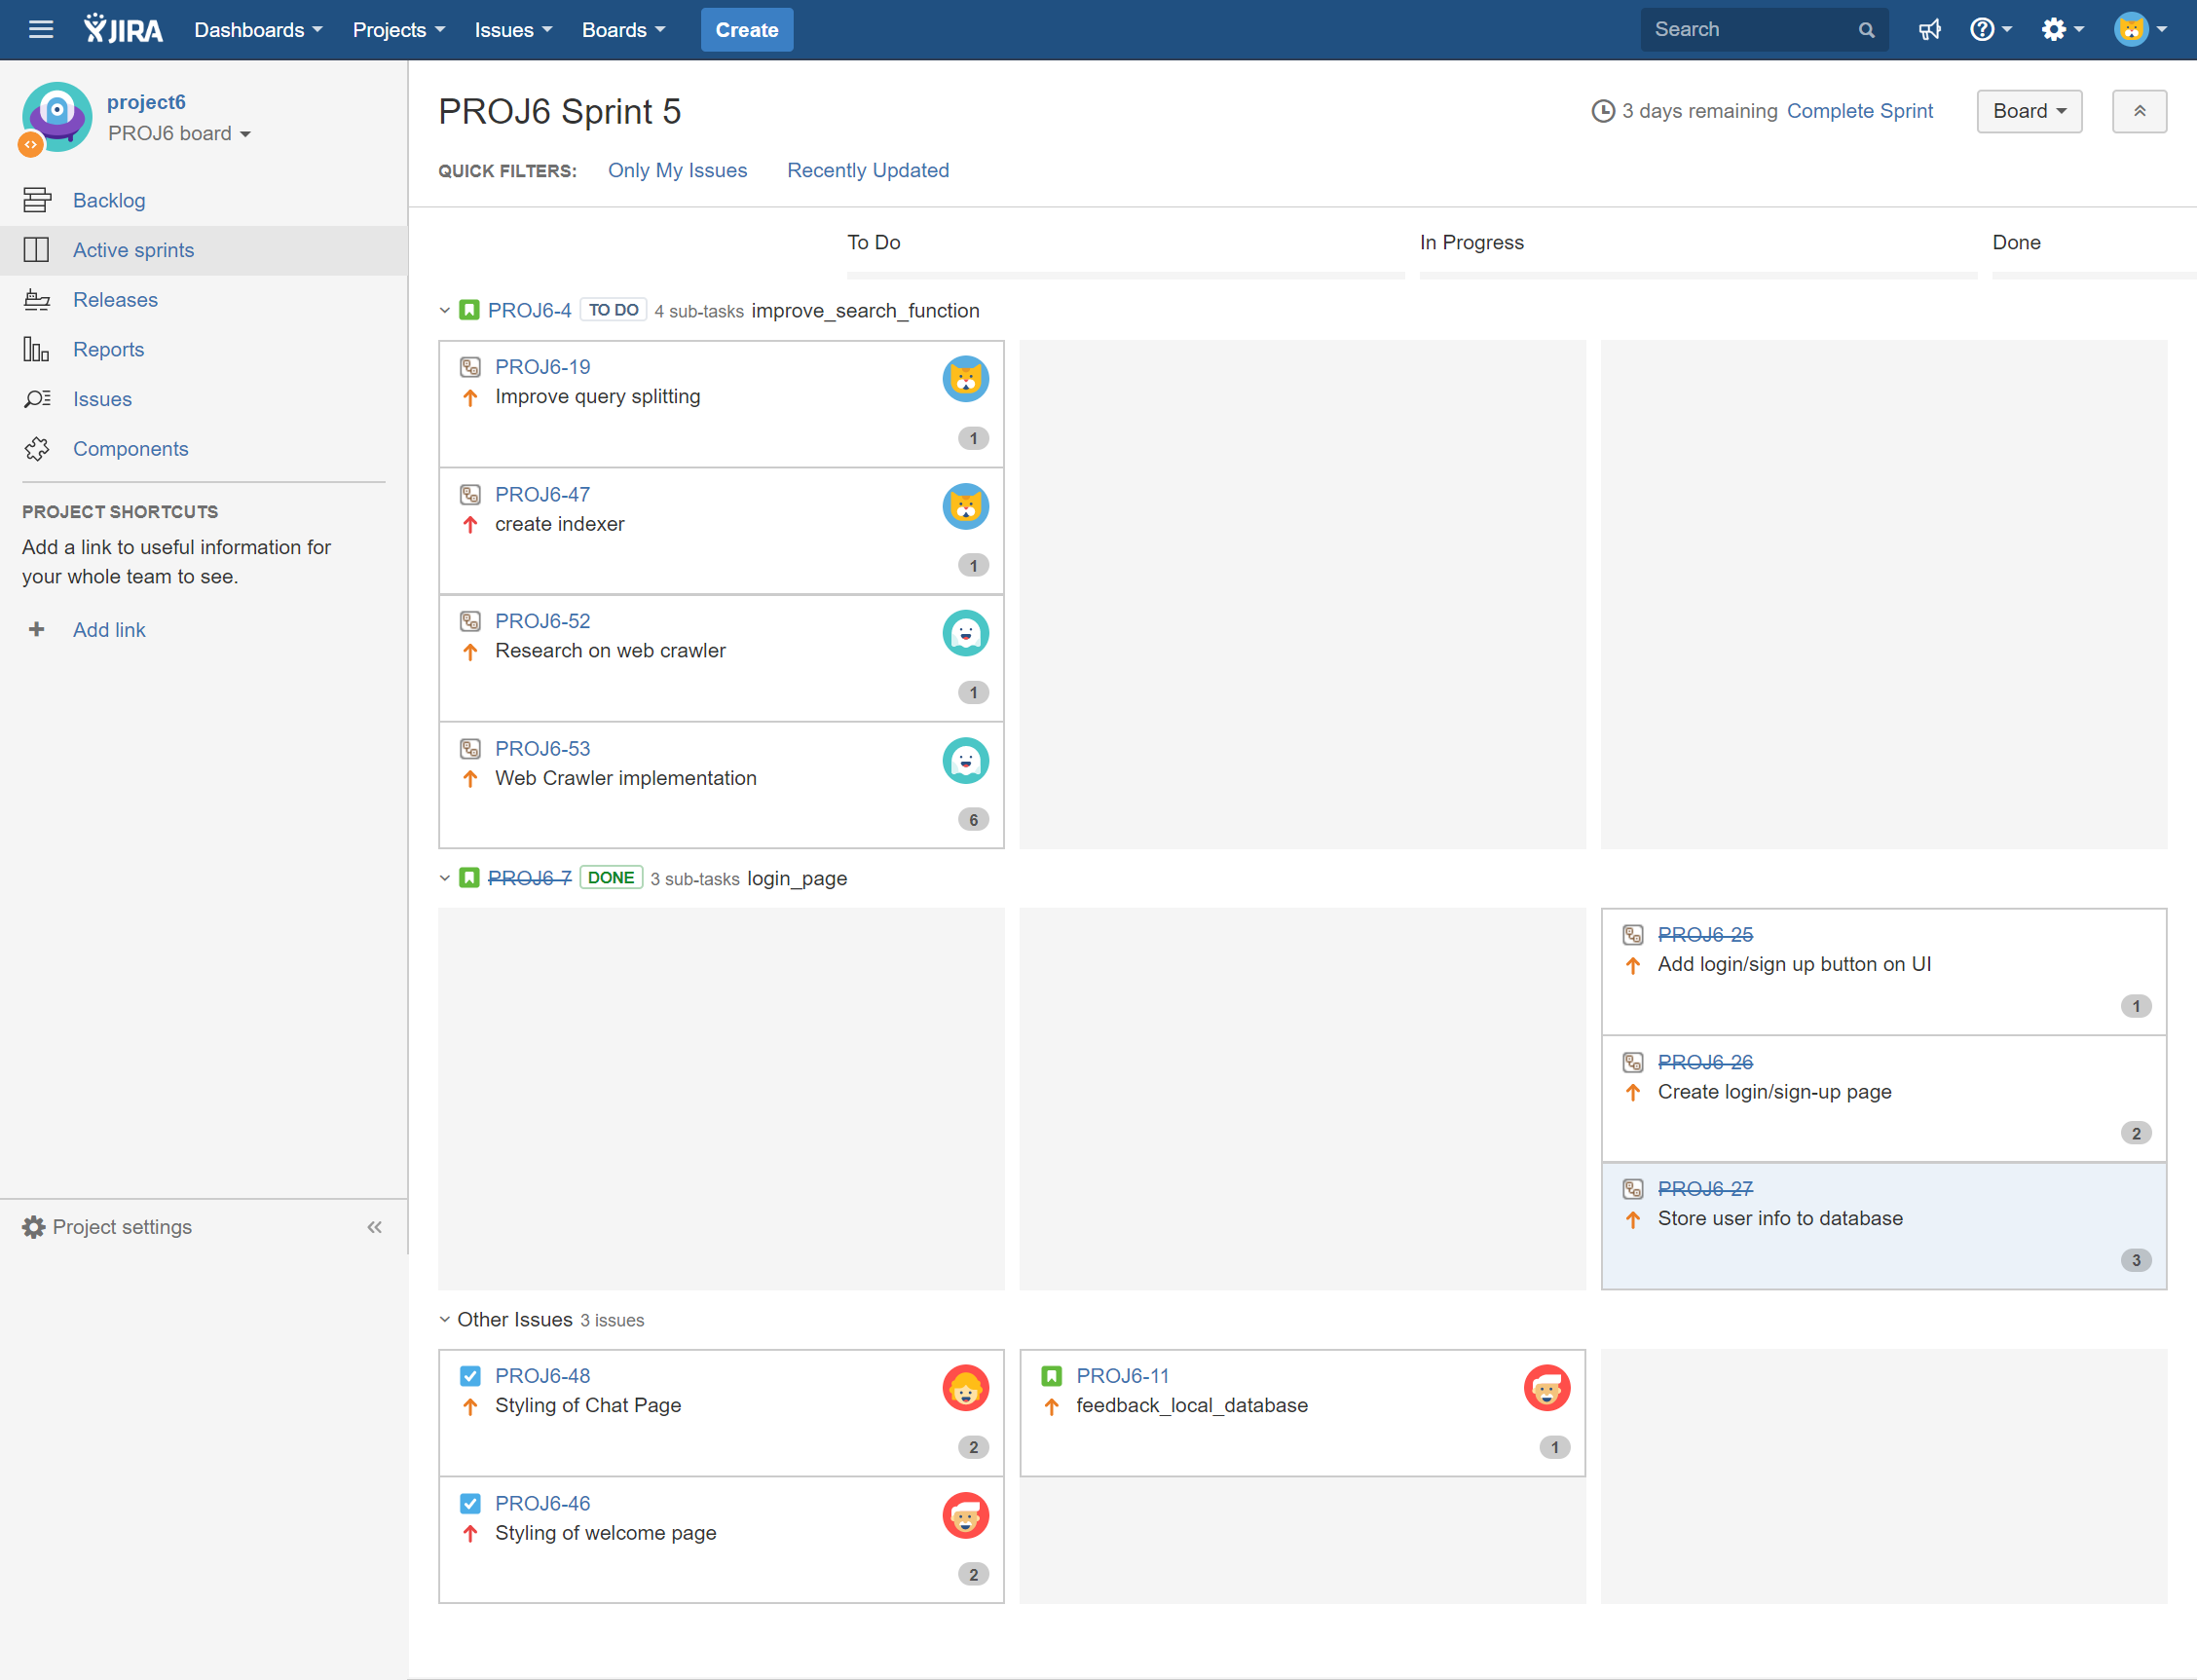 JIRA Dashboards Projects Issues Boards Create Search
project6
PROJ6 board
Backlog
Active sprints
Releases
Reports
Issues
Components
PROJECT SHORTCUTS
Add a link to useful information for
your whole team to see.
Add link
Project settings
PROJ6 Sprint 5
3 days remaining Complete Sprint Board
QUICK FILTERS: Only My Issues Recently Updated
To Do In Progress Done
PROJ6-4 TO DO 4 sub-tasks improve_search_function
PROJ6-19
Improve query splitting
1
PROJ6-47
create indexer
1
PROJ6-52
Research on web crawler
1
PROJ6-53
Web Crawler implementation
6
PROJ6-7 DONE 3 sub-tasks login_page
PROJ6-25
Add login/sign up button on UI
1
PROJ6-26
Create login/sign-up page
2
PROJ6-27
Store user info to database
3
Other Issues 3 issues
PROJ6-48
Styling of Chat Page
2
PROJ6-46
Styling of welcome page
2
PROJ6-11
feedback_local_database
1